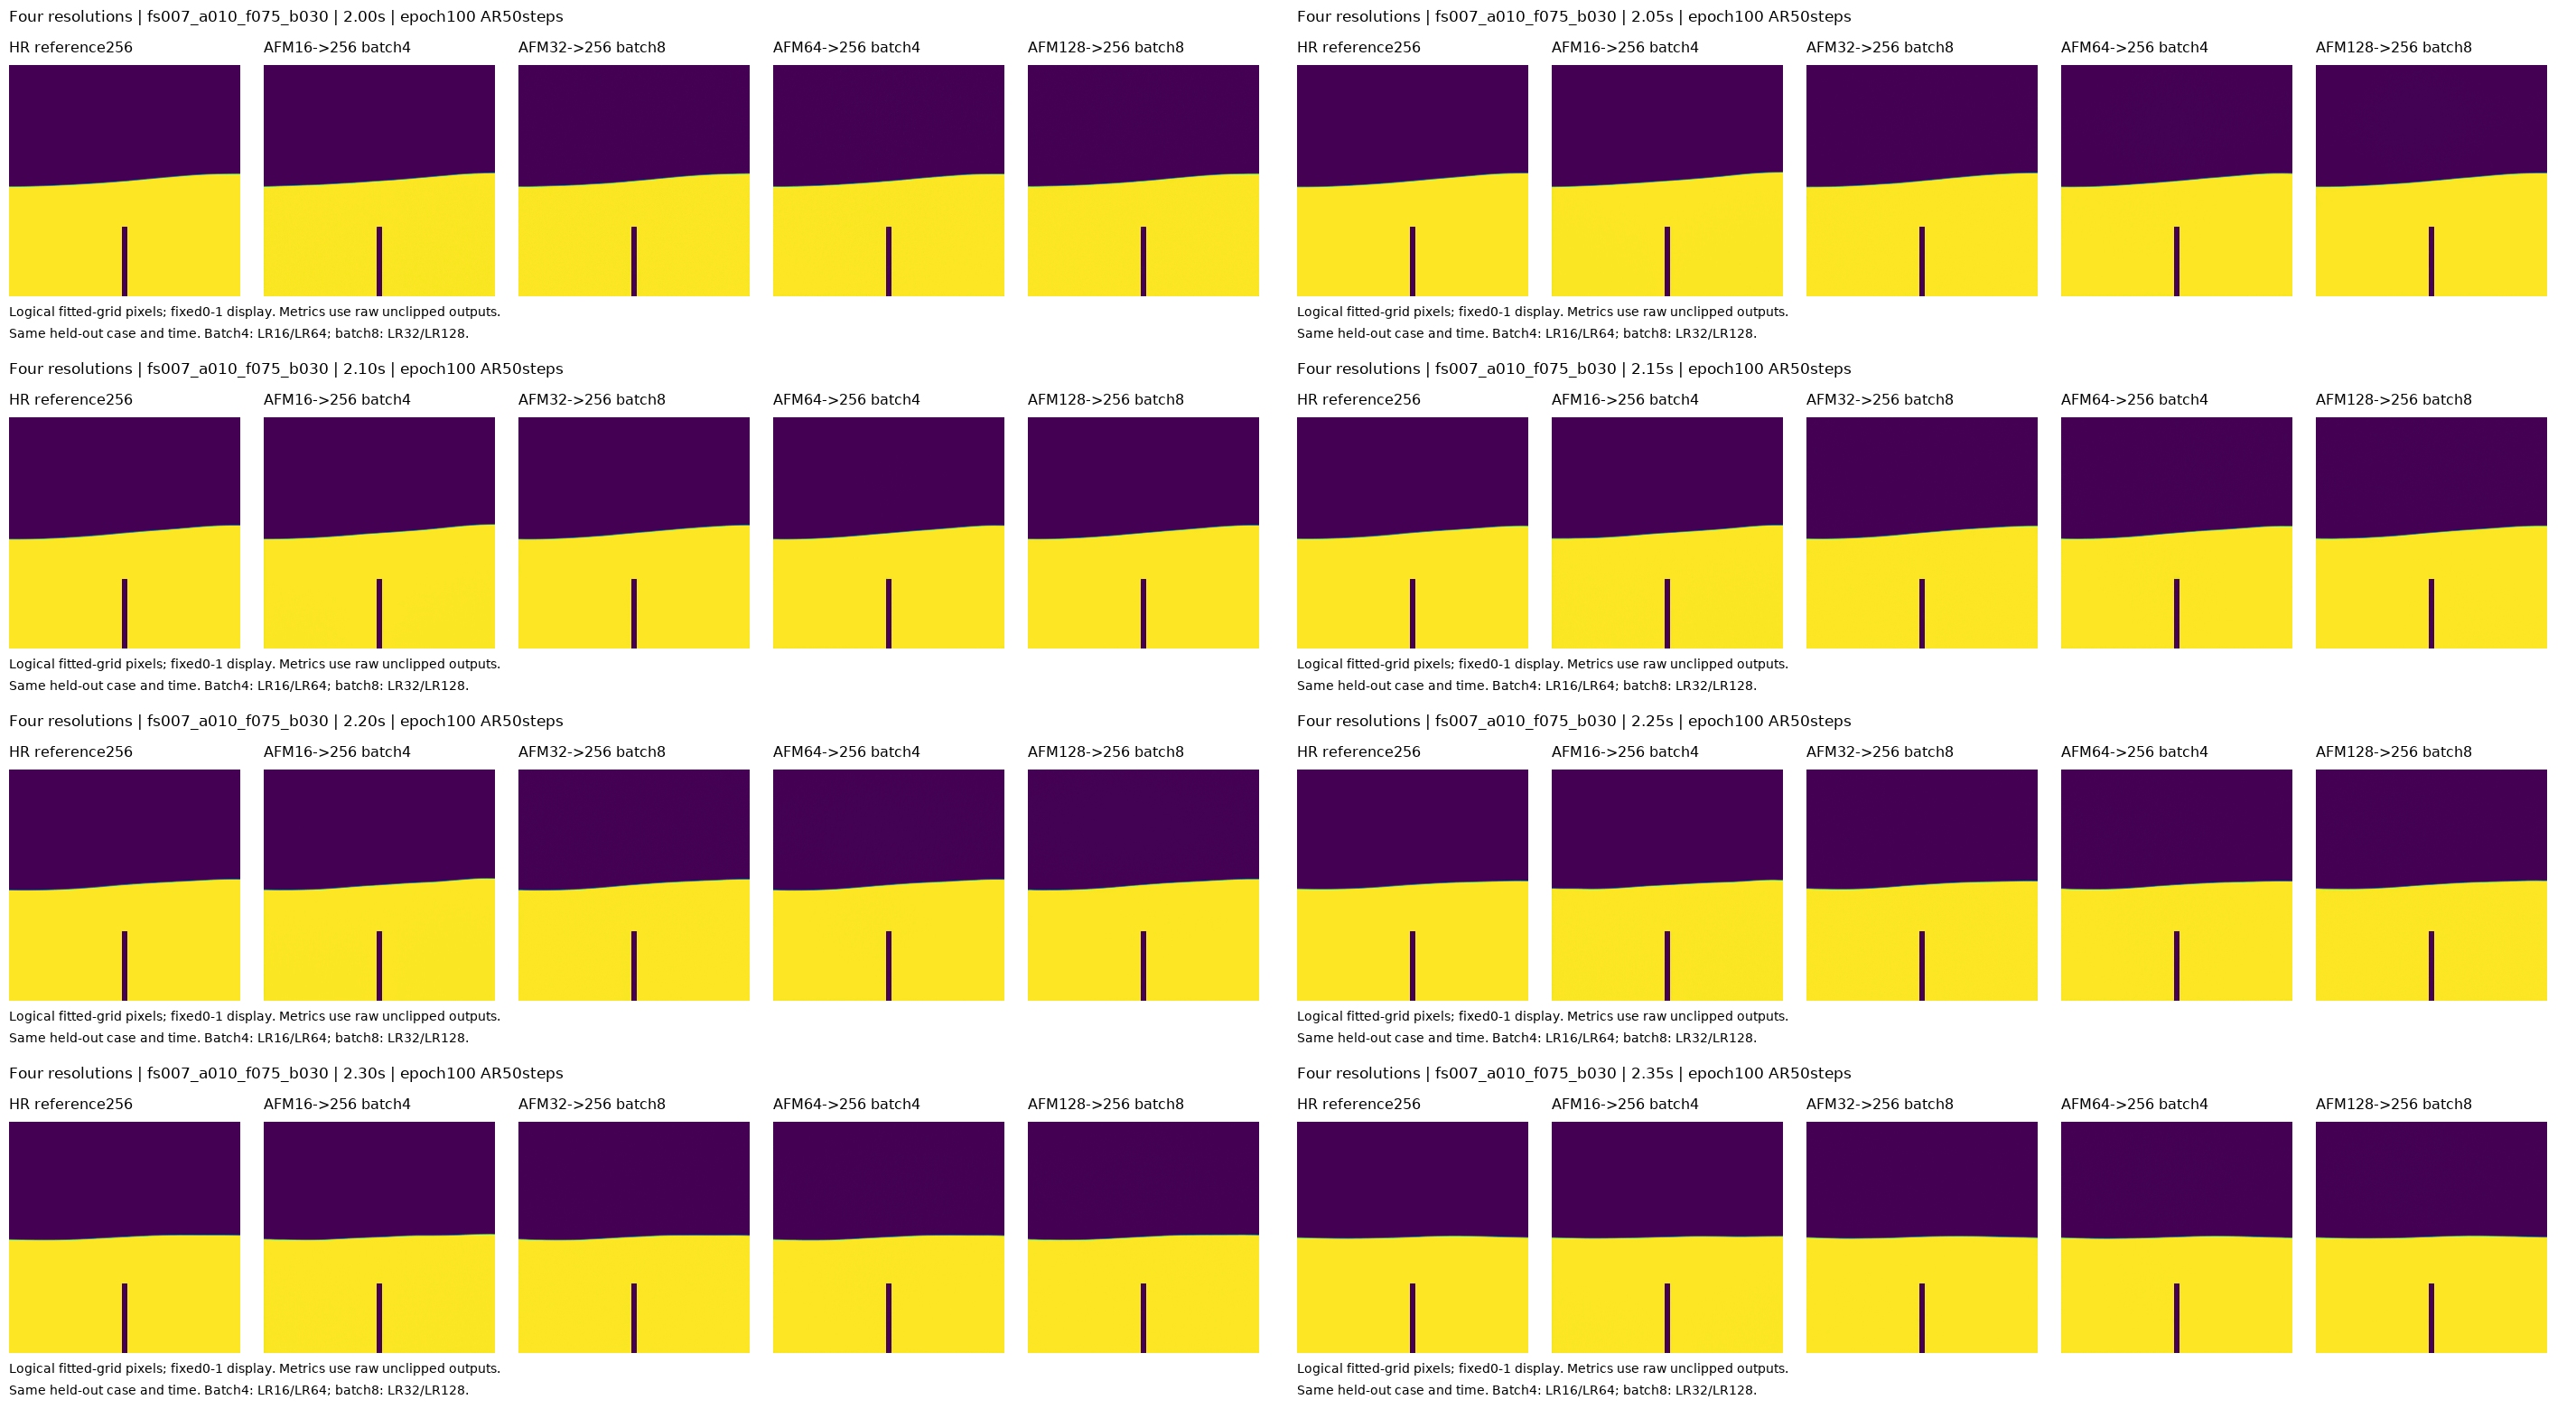 Four resolutions | fs007_a010_f075_b030 | 2.00s | epoch100 AR50steps
HR reference256 AFM16->256 batch4 AFM32->256 batch8 AFM64->256 batch4 AFM128->256 batch8
Logical fitted-grid pixels; fixed0-1 display. Metrics use raw unclipped outputs.
Same held-out case and time. Batch4: LR16/LR64; batch8: LR32/LR128.
Four resolutions | fs007_a010_f075_b030 | 2.05s | epoch100 AR50steps
HR reference256 AFM16->256 batch4 AFM32->256 batch8 AFM64->256 batch4 AFM128->256 batch8
Logical fitted-grid pixels; fixed0-1 display. Metrics use raw unclipped outputs.
Same held-out case and time. Batch4: LR16/LR64; batch8: LR32/LR128.
Four resolutions | fs007_a010_f075_b030 | 2.10s | epoch100 AR50steps
HR reference256 AFM16->256 batch4 AFM32->256 batch8 AFM64->256 batch4 AFM128->256 batch8
Logical fitted-grid pixels; fixed0-1 display. Metrics use raw unclipped outputs.
Same held-out case and time. Batch4: LR16/LR64; batch8: LR32/LR128.
Four resolutions | fs007_a010_f075_b030 | 2.15s | epoch100 AR50steps
HR reference256 AFM16->256 batch4 AFM32->256 batch8 AFM64->256 batch4 AFM128->256 batch8
Logical fitted-grid pixels; fixed0-1 display. Metrics use raw unclipped outputs.
Same held-out case and time. Batch4: LR16/LR64; batch8: LR32/LR128.
Four resolutions | fs007_a010_f075_b030 | 2.20s | epoch100 AR50steps
HR reference256 AFM16->256 batch4 AFM32->256 batch8 AFM64->256 batch4 AFM128->256 batch8
Logical fitted-grid pixels; fixed0-1 display. Metrics use raw unclipped outputs.
Same held-out case and time. Batch4: LR16/LR64; batch8: LR32/LR128.
Four resolutions | fs007_a010_f075_b030 | 2.25s | epoch100 AR50steps
HR reference256 AFM16->256 batch4 AFM32->256 batch8 AFM64->256 batch4 AFM128->256 batch8
Logical fitted-grid pixels; fixed0-1 display. Metrics use raw unclipped outputs.
Same held-out case and time. Batch4: LR16/LR64; batch8: LR32/LR128.
Four resolutions | fs007_a010_f075_b030 | 2.30s | epoch100 AR50steps
HR reference256 AFM16->256 batch4 AFM32->256 batch8 AFM64->256 batch4 AFM128->256 batch8
Logical fitted-grid pixels; fixed0-1 display. Metrics use raw unclipped outputs.
Same held-out case and time. Batch4: LR16/LR64; batch8: LR32/LR128.
Four resolutions | fs007_a010_f075_b030 | 2.35s | epoch100 AR50steps
HR reference256 AFM16->256 batch4 AFM32->256 batch8 AFM64->256 batch4 AFM128->256 batch8
Logical fitted-grid pixels; fixed0-1 display. Metrics use raw unclipped outputs.
Same held-out case and time. Batch4: LR16/LR64; batch8: LR32/LR128.